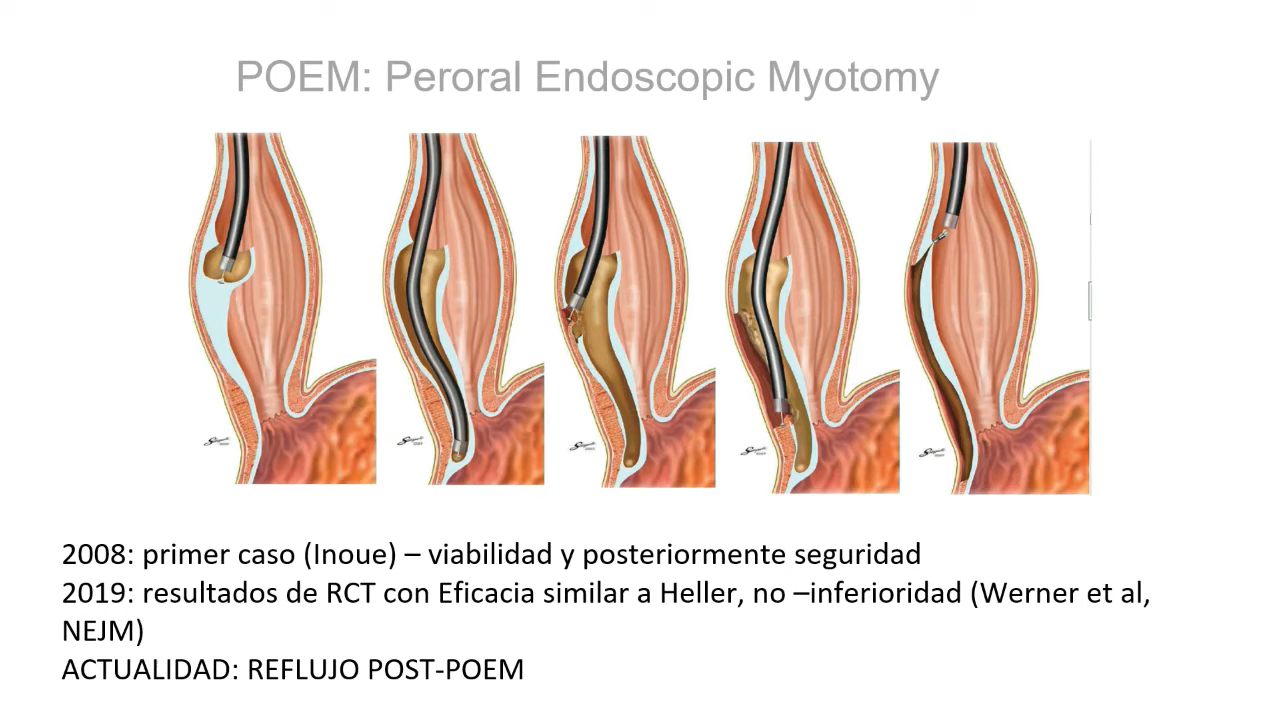 POEM: Peroral Endoscopic Myotomy
2008: primer caso (Inoue) – viabilidad y posteriormente seguridad
2019: resultados de RCT con Eficacia similar a Heller, no –inferioridad (Werner et al,
NEJM)
ACTUALIDAD: REFLUJO POST-POEM